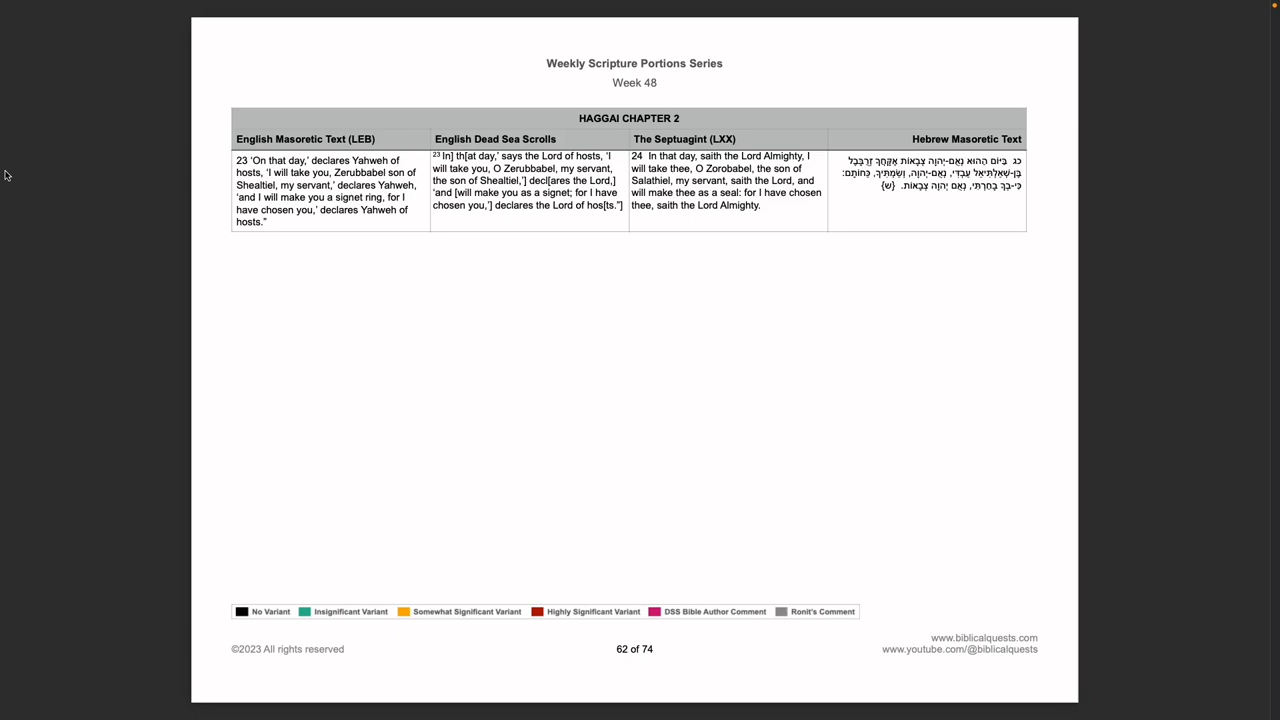 Weekly Scripture Portions Series
Week 48
HAGGAI CHAPTER 2
English Masoretic Text (LEB)
English Dead Sea Scrolls
The Septuagint (LXX)
Hebrew Masoretic Text
23 ‘On that day,’ declares Yahweh of
hosts, ‘I will take you, Zerubbabel son of
Shealtiel, my servant,’ declares Yahweh,
‘and I will make you a signet ring, for I
have chosen you,’ declares Yahweh of
hosts.”
23 In] th[at day,’ says the Lord of hosts, ‘I
will take you, O Zerubbabel, my servant,
the son of Shealtiel,’] decl[ares the Lord,]
‘and [will make you as a signet; for I have
chosen you,’] declares the Lord of hos[ts.”]
24 In that day, saith the Lord Almighty, I
will take thee, O Zorobabel, the son of
Salathiel, my servant, saith the Lord, and
will make thee as a seal: for I have chosen
thee, saith the Lord Almighty.
כג בַּיּוֹם הַהוּא נְאֻם-יְהוָה צְבָאוֹת אֶקָּחֲךָ זְרֻבָּבֶל
בֶּן-שְׁאַלְתִּיאֵל עַבְדִּי, נְאֻם-יְהוָה, וְשַׂמְתִּיךָ, כַּחוֹתָם:
כִּי-בְךָ בָחַרְתִּי, נְאֻם יְהוָה צְבָאוֹת. {ש}
No Variant
Insignificant Variant
Somewhat Significant Variant
Highly Significant Variant
DSS Bible Author Comment
Ronit's Comment
©2023 All rights reserved
62 of 74
www.biblicalquests.com
www.youtube.com/@biblicalquests